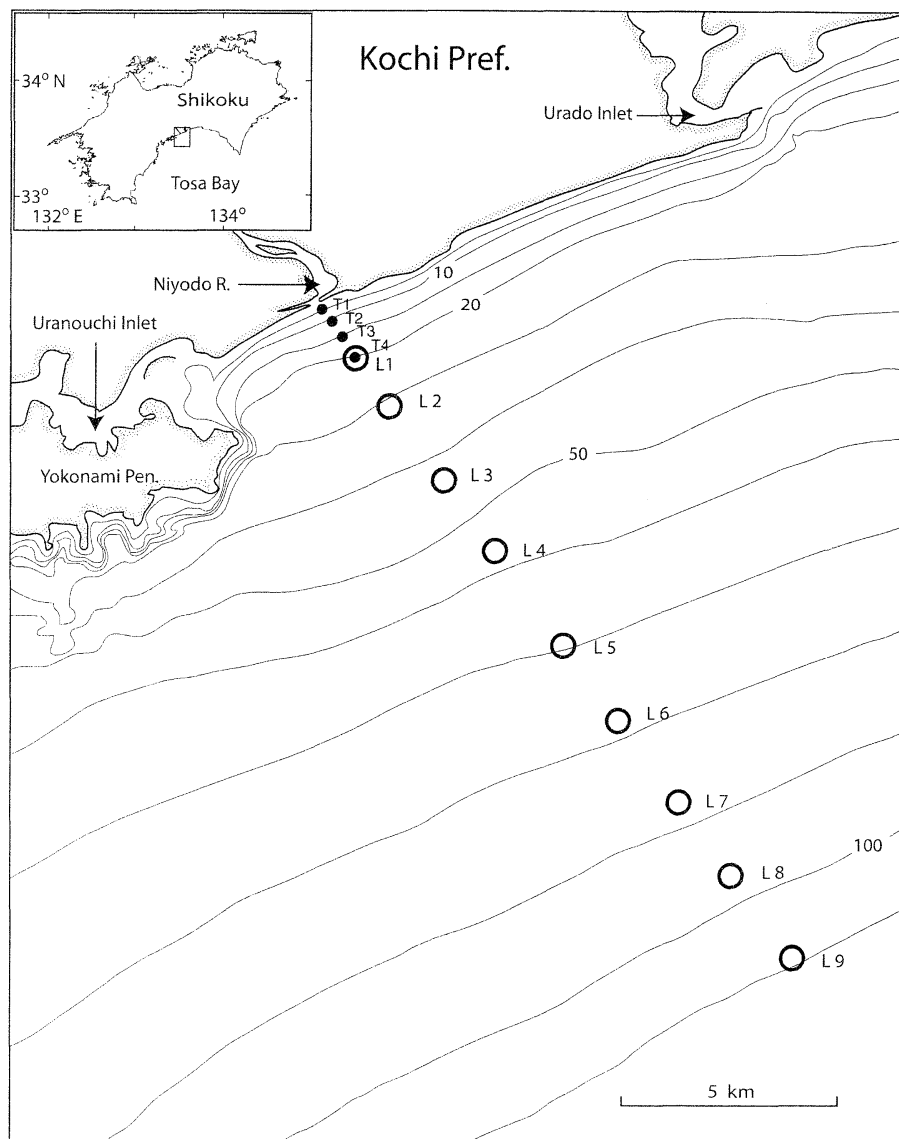 Kochi Pref.
34° N
Shikoku
Urado Inlet
Tosa Bay
33°
132° E
134°
10
Niyodo R.
20
T1
T2
Uranouchi Inlet
T3
T4
L1
L 2
50
Yokonami Pen.
L 3
L 4
L 5
L 6
L 7
100
L 8
L 9
5 km